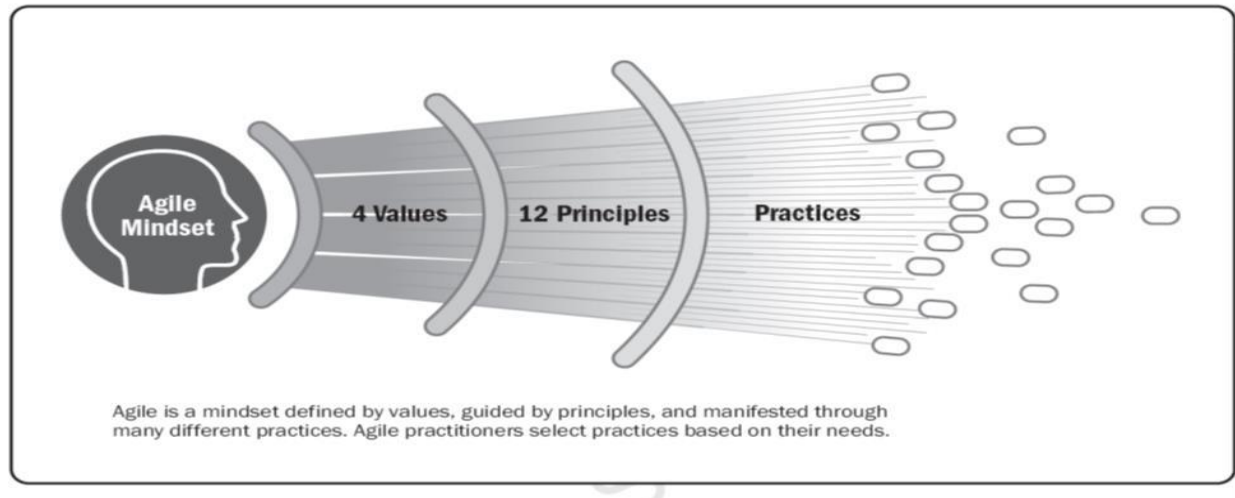 Agile
Mindset
4 Values
12 Principles
Practices
Agile is a mindset defined by values, guided by principles, and manifested through
many different practices. Agile practitioners select practices based on their needs.